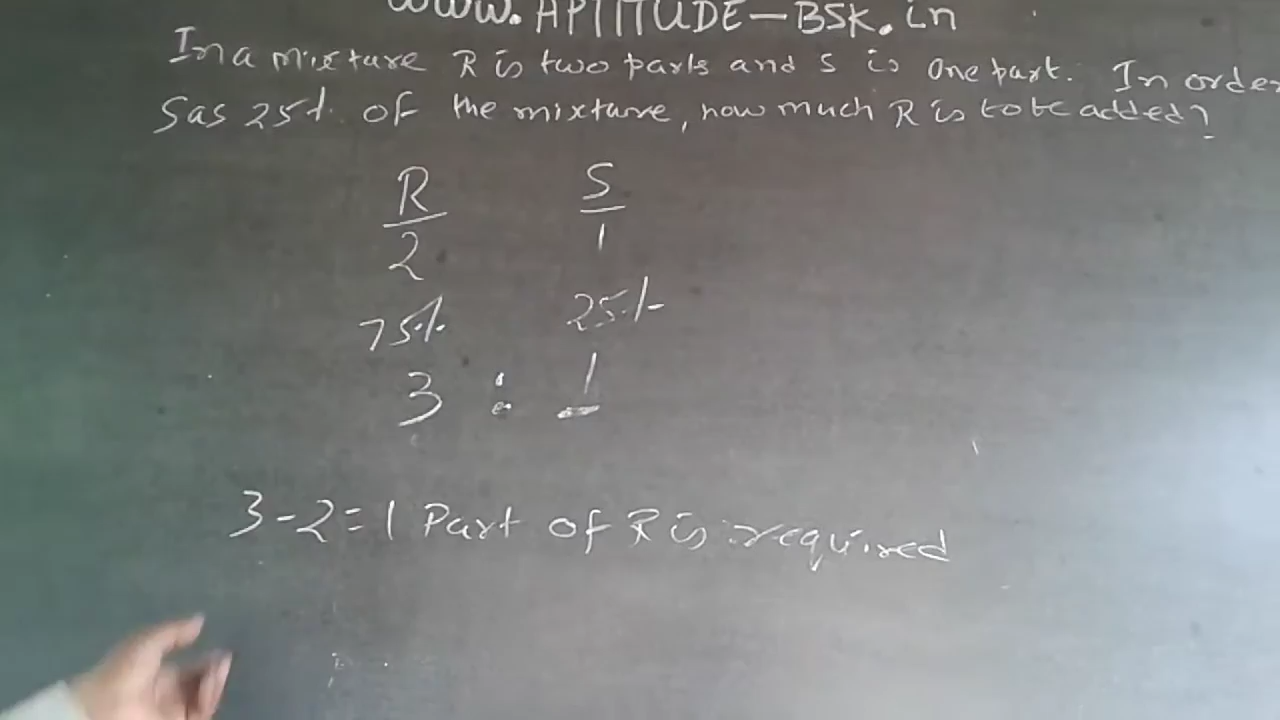 www.APTITUDE-BSK.in
In a mixture R is two parts and S is one part. In order
S as 25% of the mixture, how much R is to be added?
R S
2 1
75% 25%
3 : 1
3-2=1 Part of R is required